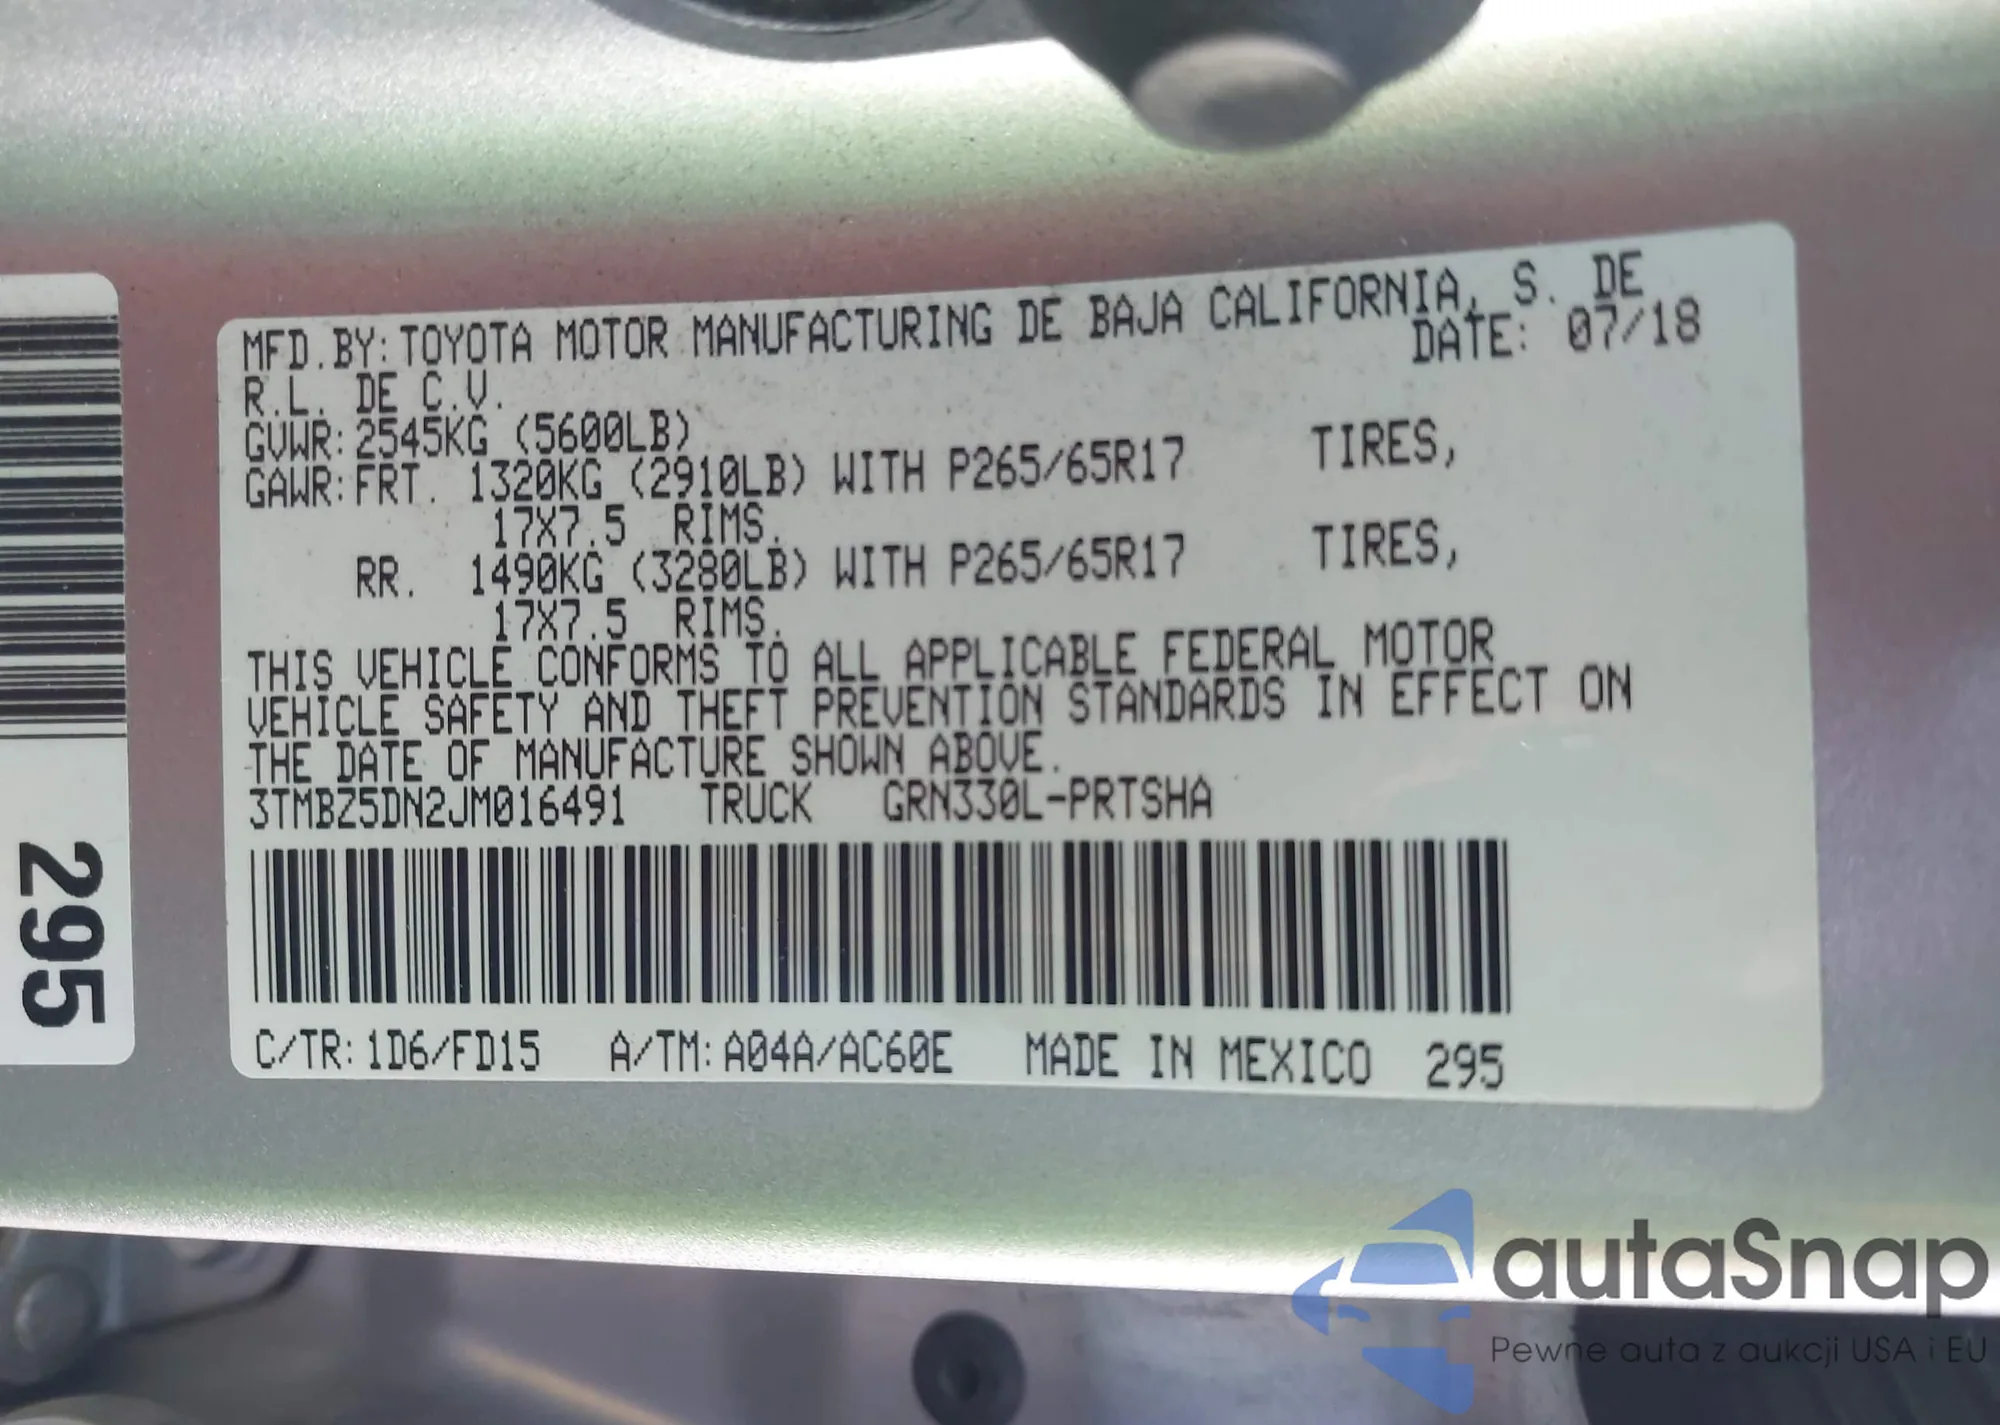 MFD.BY:TOYOTA MOTOR MANUFACTURING DE BAJA CALIFORNIA, S. DE
R.L. DE C.V. DATE: 07/18
GVWR:2545KG (5600LB)
GAWR:FRT. 1320KG (2910LB) WITH P265/65R17 TIRES,
17X7.5 RIMS.
RR. 1490KG (3280LB) WITH P265/65R17 TIRES,
17X7.5 RIMS.
THIS VEHICLE CONFORMS TO ALL APPLICABLE FEDERAL MOTOR
VEHICLE SAFETY AND THEFT PREVENTION STANDARDS IN EFFECT ON
THE DATE OF MANUFACTURE SHOWN ABOVE.
3TMBZ5DN2JM016491 TRUCK GRN330L-PRTSHA
C/TR:1D6/FD15 A/TM:A04A/AC60E MADE IN MEXICO 295
295
autaSnap
Pewne auta z aukcji USA i EU